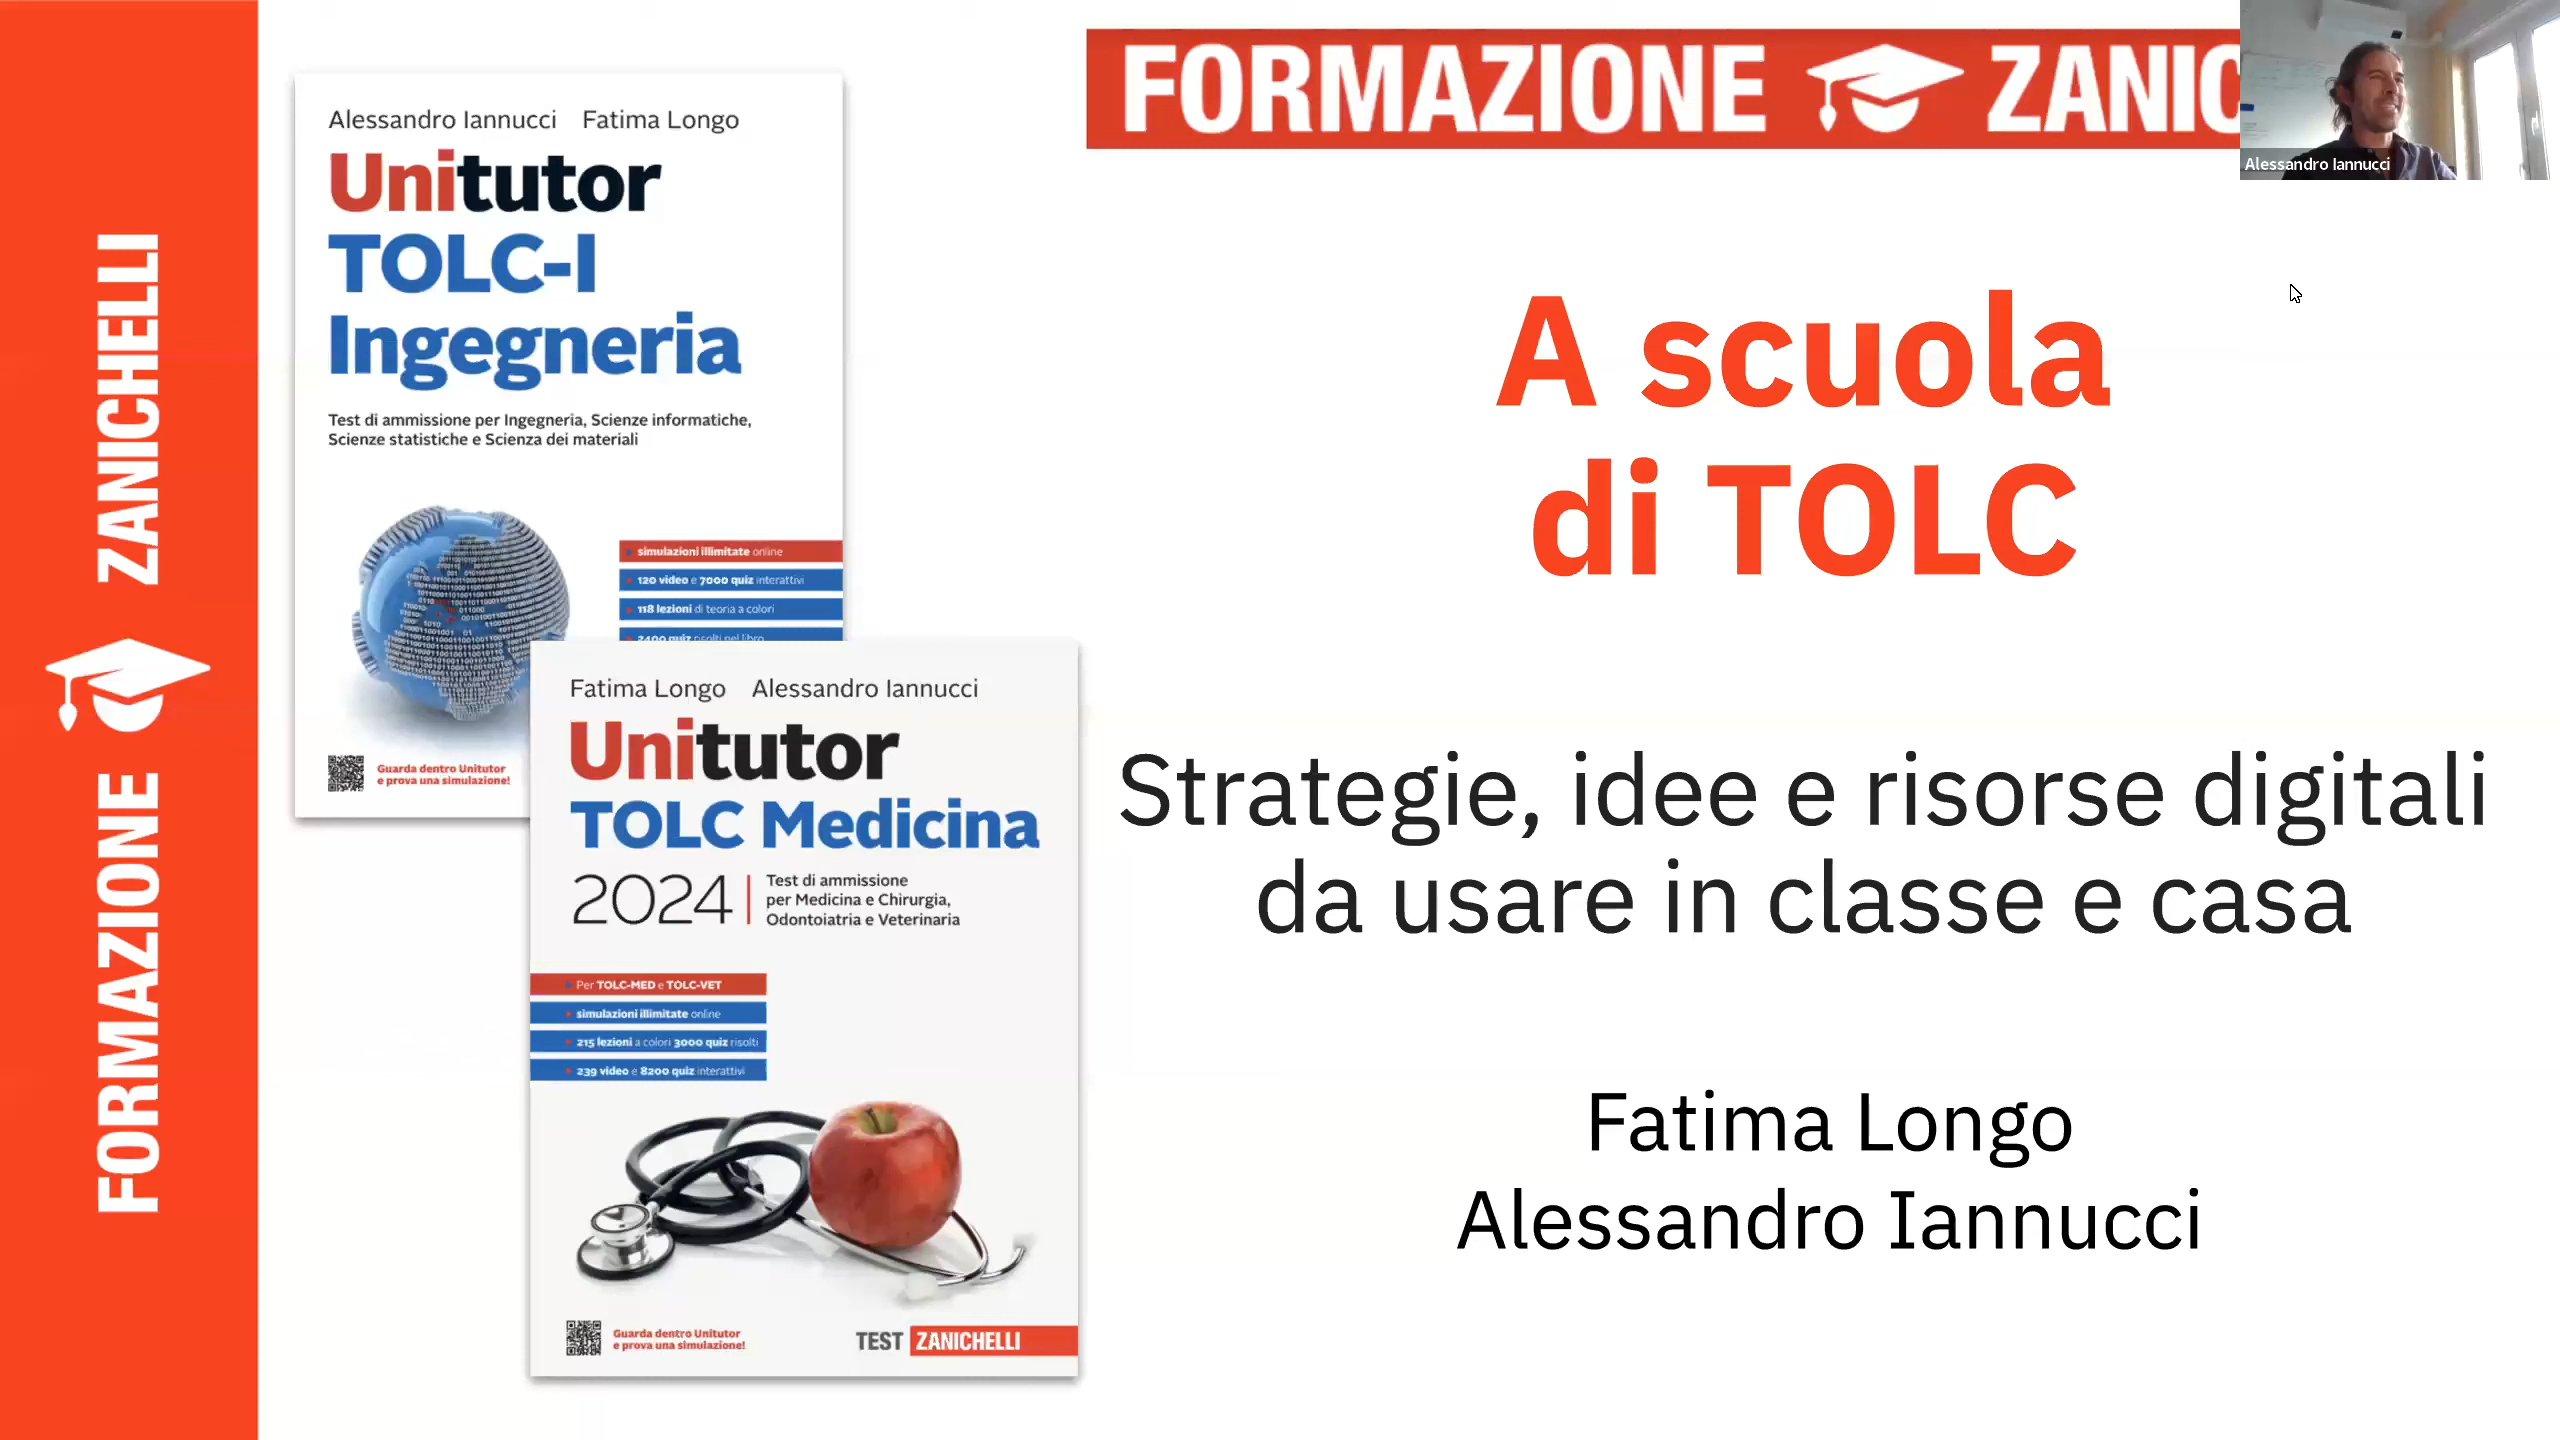 FORMAZIONE ZANICHELLI
Alessandro Iannucci Fatima Longo
Unitutor
TOLC-I
Ingegneria
Test di ammissione per Ingegneria, Scienze informatiche,
Scienze statistiche e Scienza dei materiali
simulazioni illimitate online
120 video e 7000 quiz interattivi
118 lezioni di teoria a colori
2400 quiz risolti nel libro
Guarda dentro Unitutor
e prova una simulazione!
Fatima Longo Alessandro Iannucci
Unitutor
TOLC Medicina
2024
Test di ammissione
per Medicina e Chirurgia,
Odontoiatria e Veterinaria
Per TOLC-MED e TOLC-VET
simulazioni illimitate online
215 lezioni a colori 3000 quiz risolti
239 video e 8200 quiz interattivi
Guarda dentro Unitutor
e prova una simulazione!
TEST ZANICHELLI
FORMAZIONE ZANIC
Alessandro Iannucci
A scuola
di TOLC
Strategie, idee e risorse digitali
da usare in classe e casa
Fatima Longo
Alessandro Iannucci